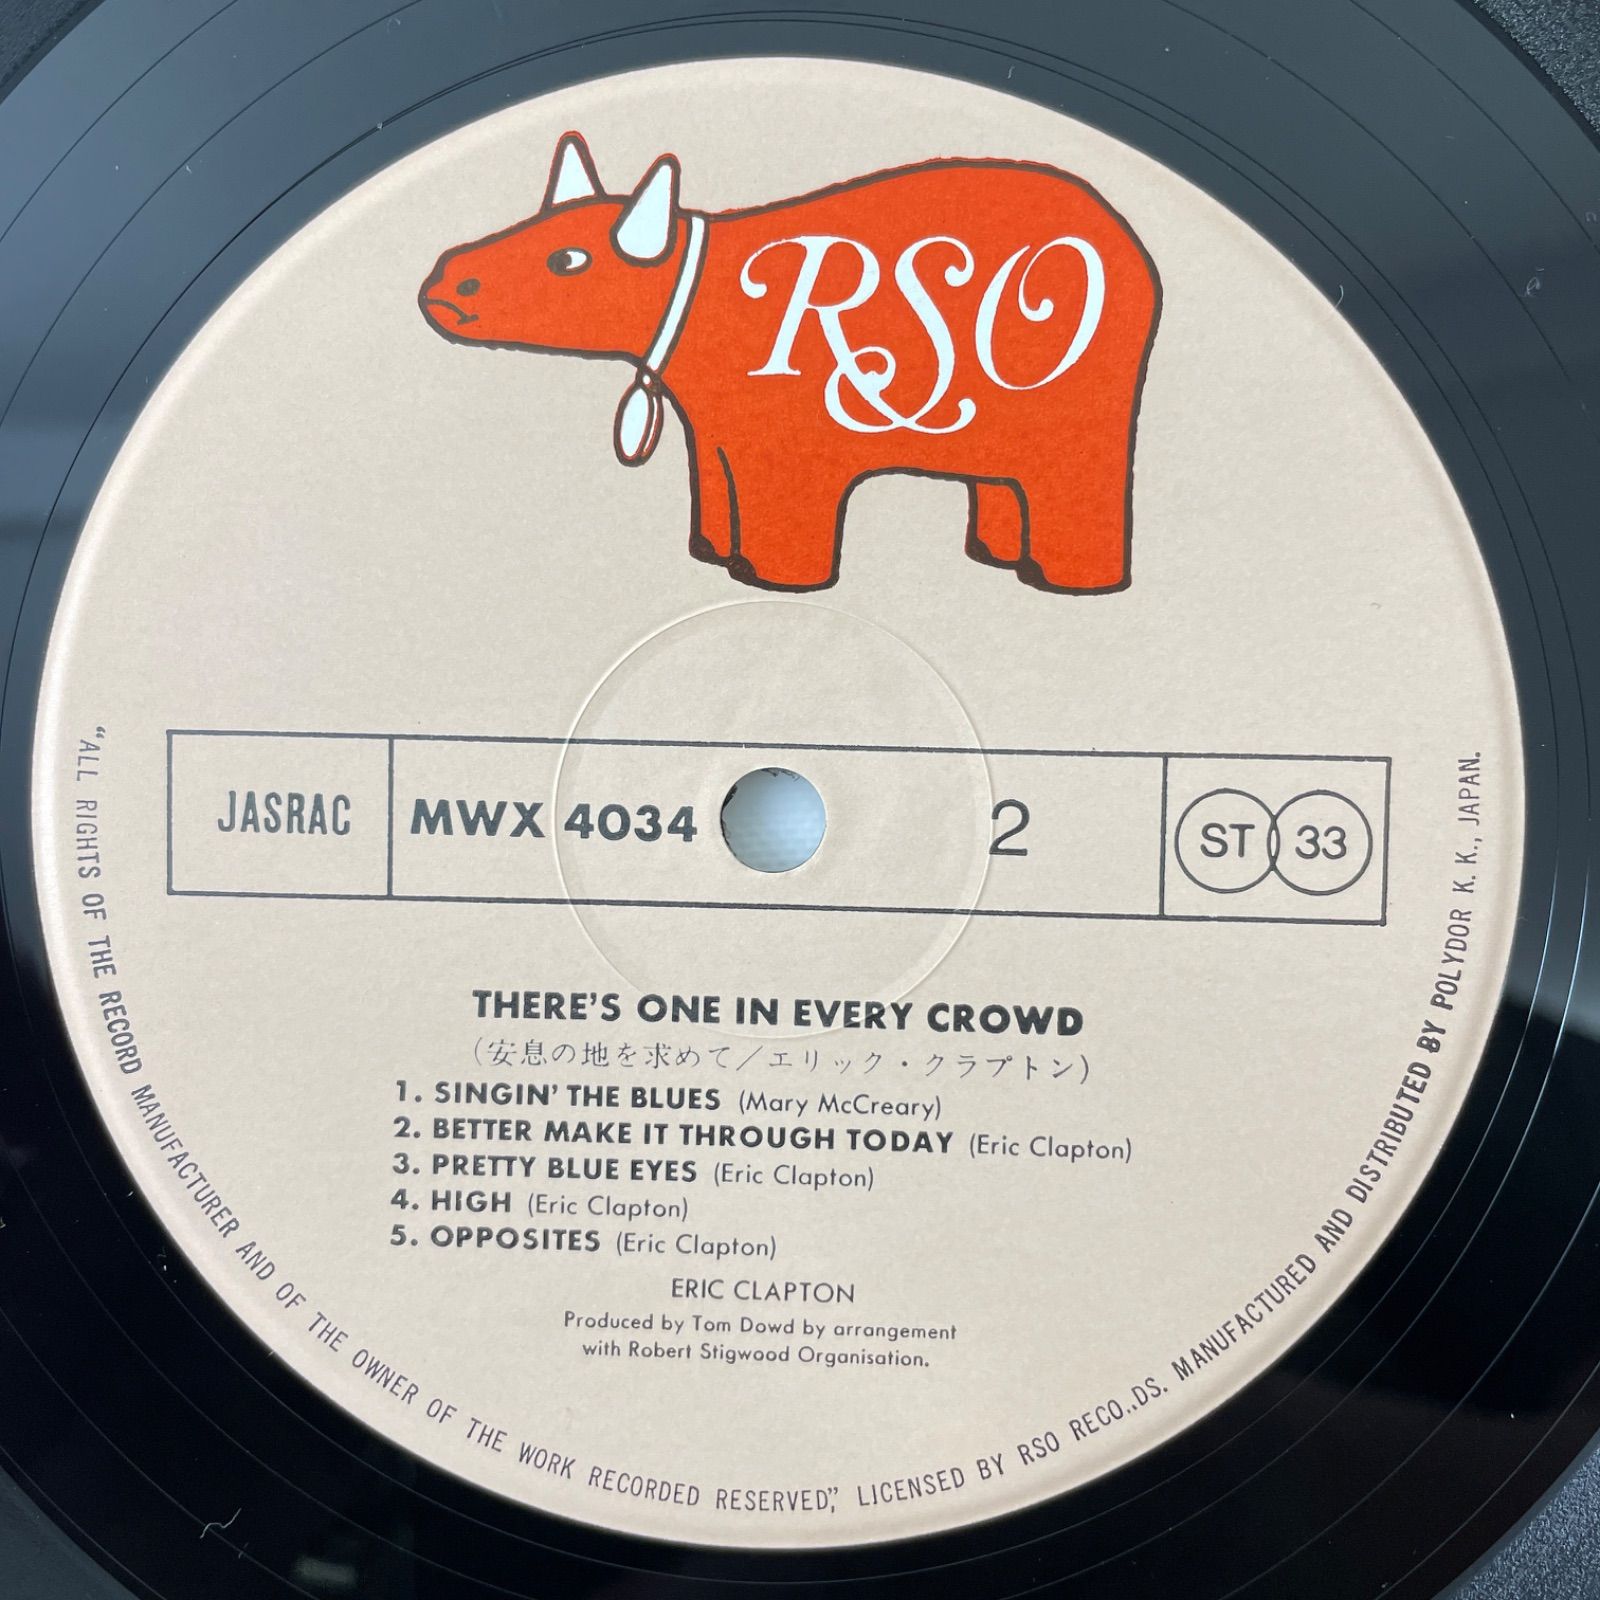 RSO
JASRAC
MWX 4034
2
ST 33
THERE'S ONE IN EVERY CROWD
(安息の地を求めて/エリック・クラプトン)
1. SINGIN' THE BLUES (Mary McCreary)
2. BETTER MAKE IT THROUGH TODAY (Eric Clapton)
3. PRETTY BLUE EYES (Eric Clapton)
4. HIGH (Eric Clapton)
5. OPPOSITES (Eric Clapton)
ERIC CLAPTON
Produced by Tom Dowd by arrangement
with Robert Stigwood Organisation.
"ALL RIGHTS OF THE RECORD MANUFACTURER AND OF THE OWNER OF THE WORK RECORDED RESERVED", LICENSED BY RSO RECO..DS. MANUFACTURED AND DISTRIBUTED BY POLYDOR K. K., JAPAN.